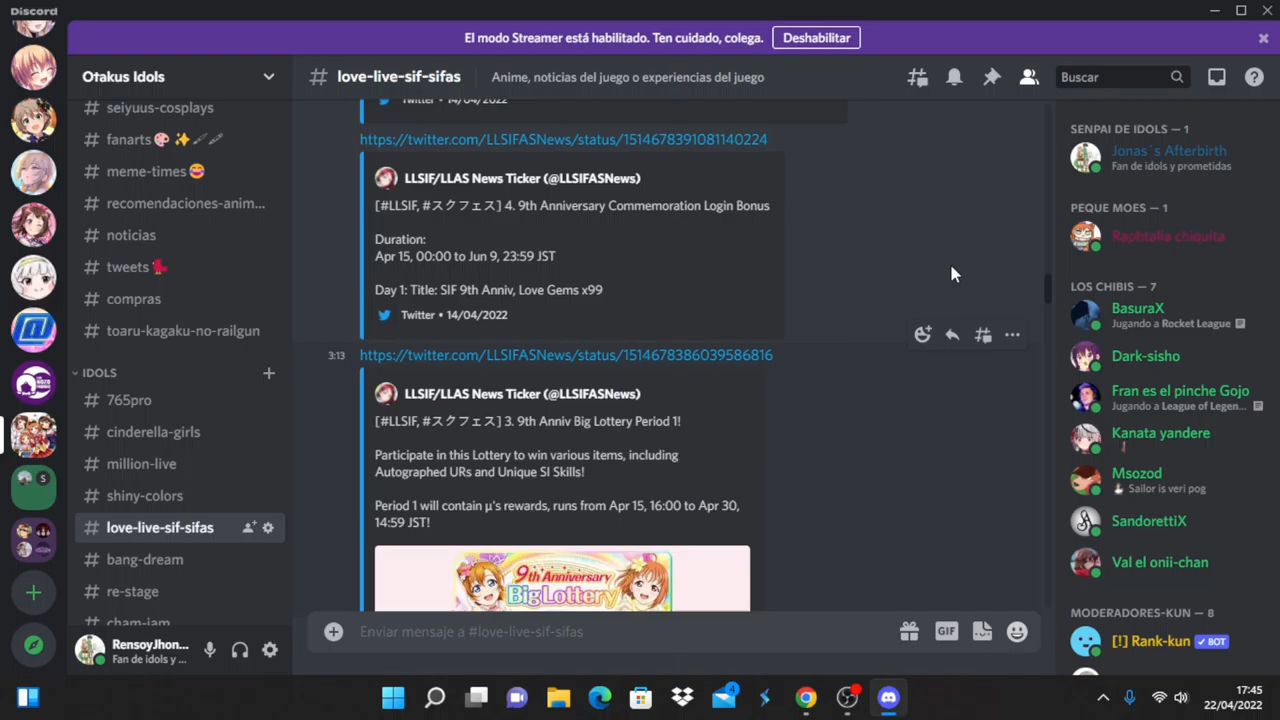 Discord
El modo Streamer está habilitado. Ten cuidado, colega.
Deshabilitar
Otakus Idols
love-live-sif-sifas
Anime, noticias del juego o experiencias del juego
Buscar
seiyuus-cosplays
fanarts
meme-times
recomendaciones-anim...
noticias
tweets
compras
toaru-kagaku-no-railgun
IDOLS
765pro
cinderella-girls
million-live
shiny-colors
love-live-sif-sifas
bang-dream
re-stage
cham-jam
S
RensoyJhon...
Fan de idols y ...
Twitter • 14/04/2022
https://twitter.com/LLSIFASNews/status/1514678391081140224
LLSIF/LLAS News Ticker (@LLSIFASNews)
[#LLSIF, #スクフェス] 4. 9th Anniversary Commemoration Login Bonus
Duration:
Apr 15, 00:00 to Jun 9, 23:59 JST
Day 1: Title: SIF 9th Anniv, Love Gems x99
Twitter • 14/04/2022
3:13
https://twitter.com/LLSIFASNews/status/1514678386039586816
LLSIF/LLAS News Ticker (@LLSIFASNews)
[#LLSIF, #スクフェス] 3. 9th Anniv Big Lottery Period 1!
Participate in this Lottery to win various items, including
Autographed URs and Unique SI Skills!
Period 1 will contain μ's rewards, runs from Apr 15, 16:00 to Apr 30,
14:59 JST!
9th Anniversary
Big Lottery
Enviar mensaje a #love-live-sif-sifas
GIF
SENPAI DE IDOLS — 1
Jonas´s Afterbirth
Fan de idols y prometidas
PEQUE MOES — 1
Raphtalia chiquita
LOS CHIBIS — 7
BasuraX
Jugando a Rocket League
Dark-sisho
Fran es el pinche Gojo
Jugando a League of Legen...
Kanata yandere
Msozod
Sailor is veri pog
SandorettiX
Val el onii-chan
MODERADORES-KUN — 8
[!] Rank-kun
BOT
4
17:45
22/04/2022